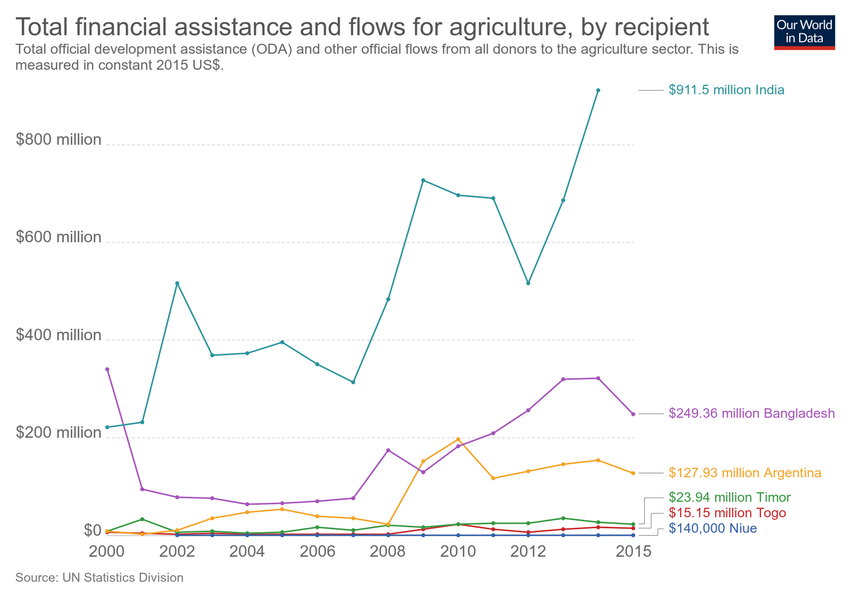 Total financial assistance and flows for agriculture, by recipient
Our World
in Data
Total official development assistance (ODA) and other official flows from all donors to the agriculture sector. This is
measured in constant 2015 US$.
$911.5 million India
$800 million
$600 million
$400 million
$249.36 million Bangladesh
$200 million
$127.93 million Argentina
$23.94 million Timor
$15.15 million Togo
$140,000 Niue
$0
2000 2002 2004 2006 2008 2010 2012 2015
Source: UN Statistics Division